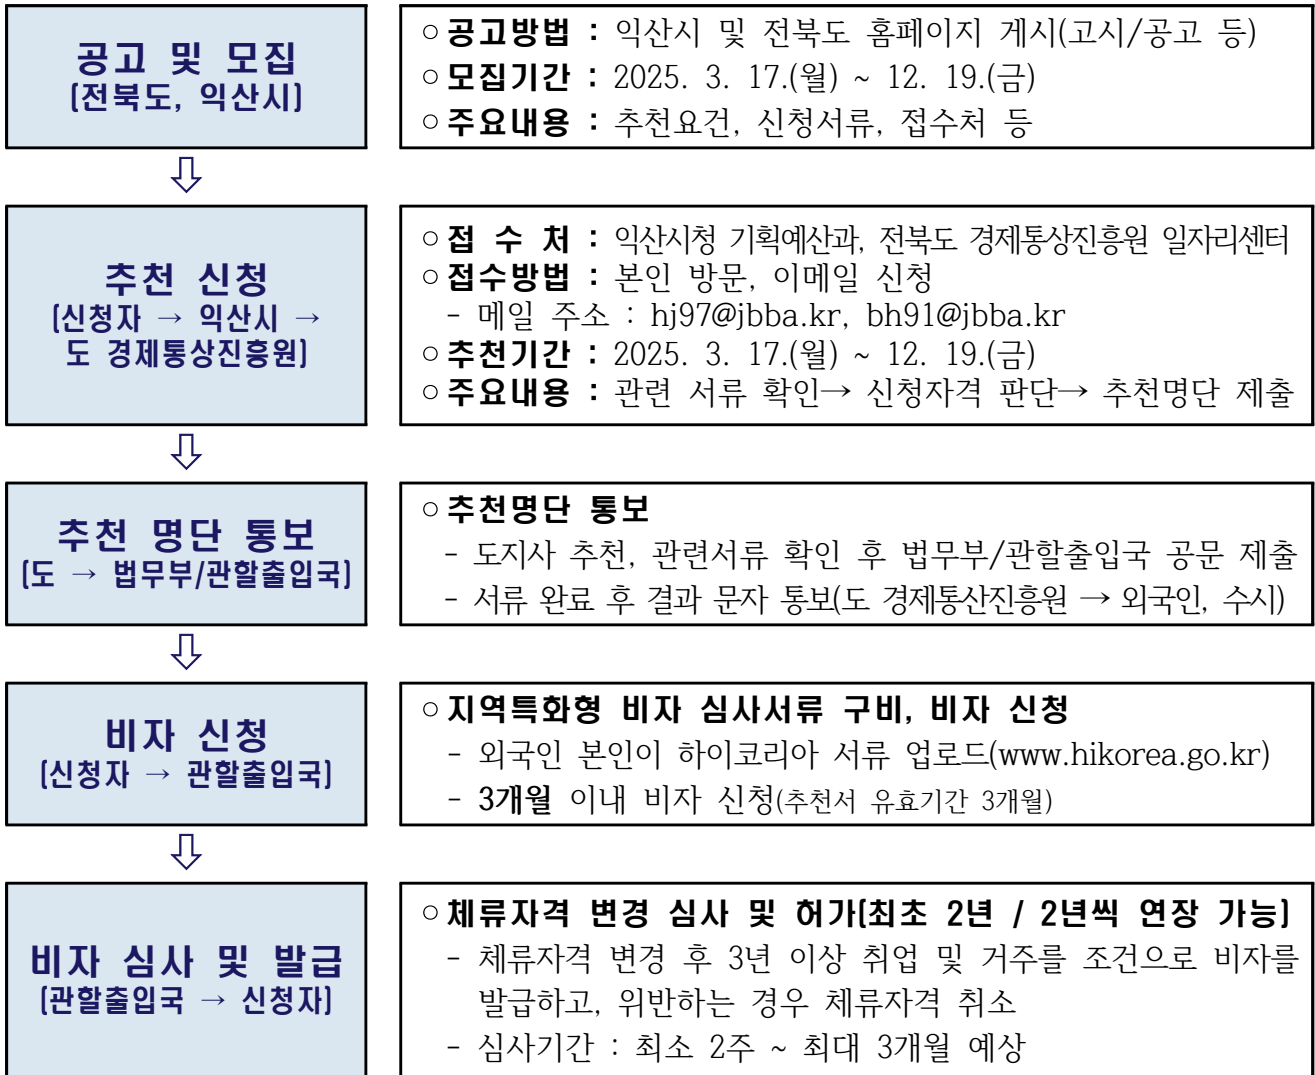 공고 및 모집
(전북도, 익산시)
○ 공고방법 : 익산시 및 전북도 홈페이지 게시(고시/공고 등)
○ 모집기간 : 2025. 3. 17.(월) ~ 12. 19.(금)
○ 주요내용 : 추천요건, 신청서류, 접수처 등
⇩
추천 신청
(신청자 → 익산시 →
도 경제통상진흥원)
○ 접 수 처 : 익산시청 기획예산과, 전북도 경제통상진흥원 일자리센터
○ 접수방법 : 본인 방문, 이메일 신청
- 메일 주소 : hj97@jbba.kr, bh91@jbba.kr
○ 추천기간 : 2025. 3. 17.(월) ~ 12. 19.(금)
○ 주요내용 : 관련 서류 확인→ 신청자격 판단→ 추천명단 제출
⇩
추천 명단 통보
(도 → 법무부/관할출입국)
○ 추천명단 통보
- 도지사 추천, 관련서류 확인 후 법무부/관할출입국 공문 제출
- 서류 완료 후 결과 문자 통보(도 경제통산진흥원 → 외국인, 수시)
⇩
비자 신청
(신청자 → 관할출입국)
○ 지역특화형 비자 심사서류 구비, 비자 신청
- 외국인 본인이 하이코리아 서류 업로드(www.hikorea.go.kr)
- 3개월 이내 비자 신청(추천서 유효기간 3개월)
⇩
비자 심사 및 발급
(관할출입국 → 신청자)
○ 체류자격 변경 심사 및 허가(최초 2년 / 2년씩 연장 가능)
- 체류자격 변경 후 3년 이상 취업 및 거주를 조건으로 비자를
발급하고, 위반하는 경우 체류자격 취소
- 심사기간 : 최소 2주 ~ 최대 3개월 예상